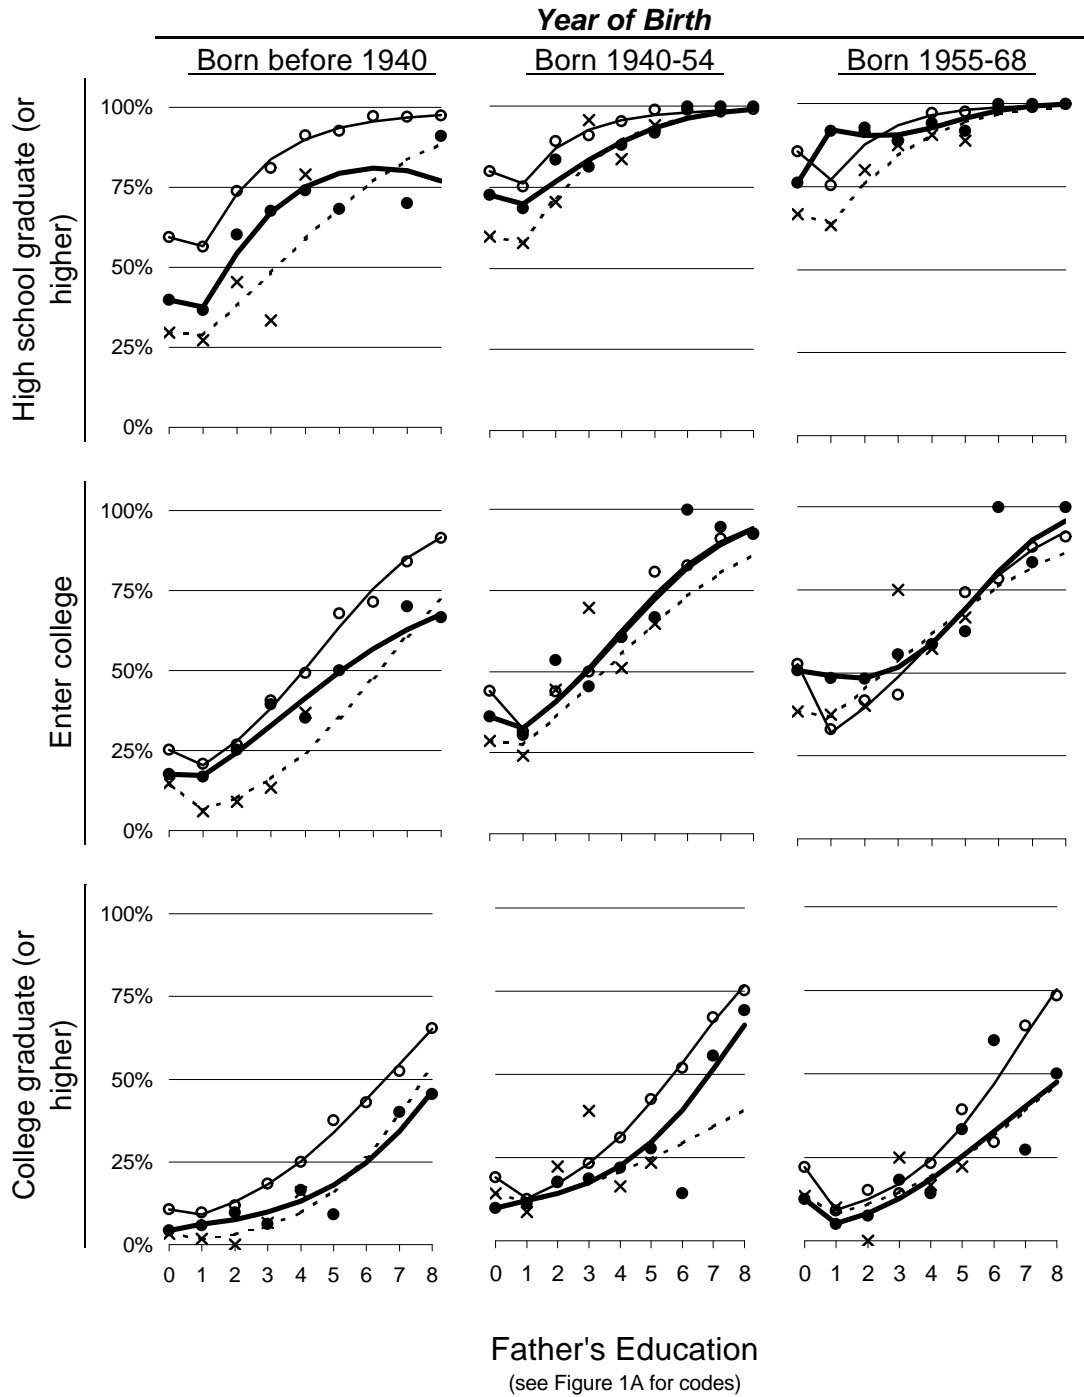 Year of Birth
Born before 1940
Born 1940-54
Born 1955-68
High school graduate (or
higher)
100%
75%
50%
25%
0%
Enter college
100%
75%
50%
25%
0%
College graduate (or
higher)
100%
75%
50%
25%
0%
0 1 2 3 4 5 6 7 8
0 1 2 3 4 5 6 7 8
0 1 2 3 4 5 6 7 8
Father's Education
(see Figure 1A for codes)